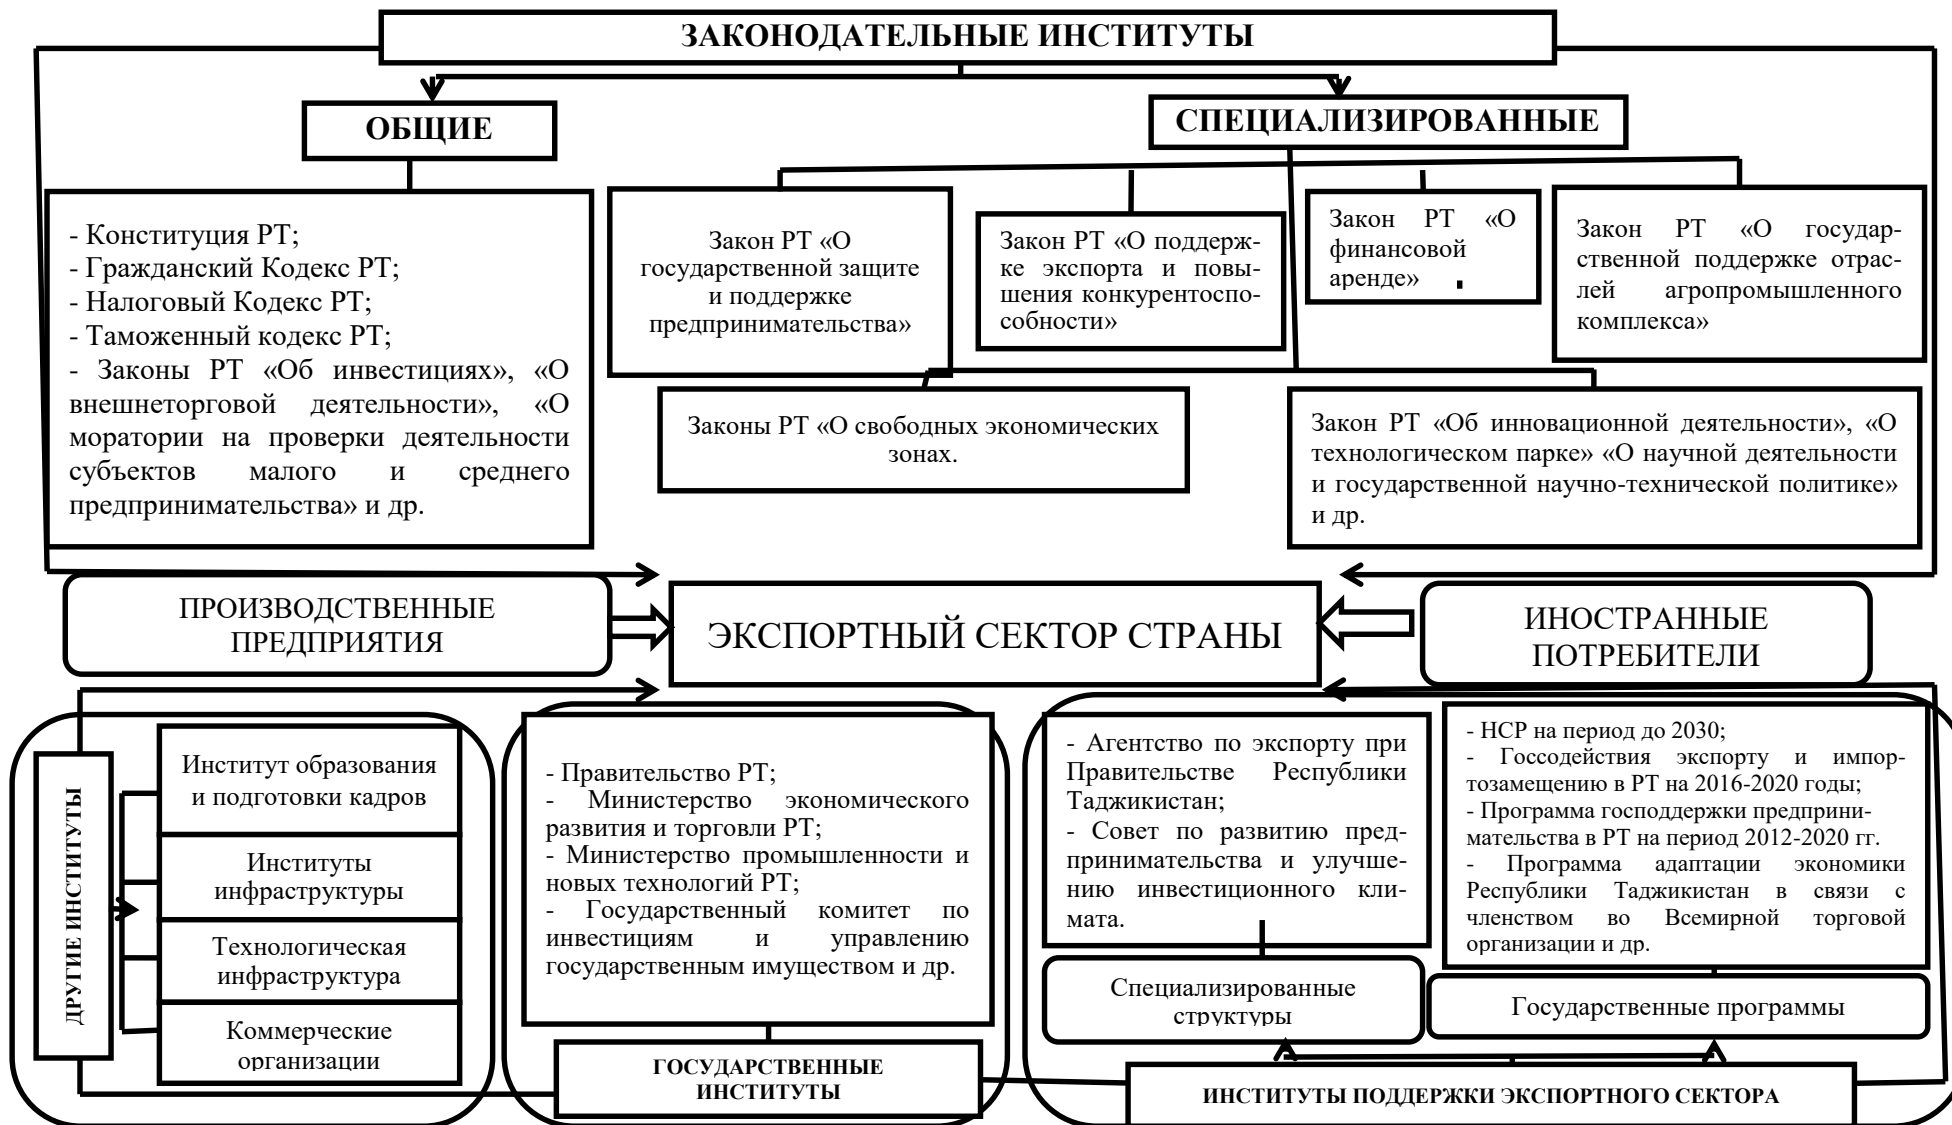 ЗАКОНОДАТЕЛЬНЫЕ ИНСТИТУТЫ
ОБЩИЕ
СПЕЦИАЛИЗИРОВАННЫЕ
- Конституция РТ;
- Гражданский Кодекс РТ;
- Налоговый Кодекс РТ;
- Таможенный кодекс РТ;
- Законы РТ «Об инвестициях», «О
внешнеторговой деятельности», «О
моратории на проверки деятельности
субъектов малого и среднего
предпринимательства» и др.
Закон РТ «О
государственной защите
и поддержке
предпринимательства»
Закон РТ «О поддерж-
ке экспорта и повы-
шения конкурентоспо-
собности»
Закон РТ «О
финансовой
аренде»
Закон РТ «О государ-
ственной поддержке отрас-
лей агропромышленного
комплекса»
Законы РТ «О свободных экономических
зонах.
Закон РТ «Об инновационной деятельности», «О
технологическом парке» «О научной деятельности
и государственной научно-технической политике»
и др.
ПРОИЗВОДСТВЕННЫЕ
ПРЕДПРИЯТИЯ
ЭКСПОРТНЫЙ СЕКТОР СТРАНЫ
ИНОСТРАННЫЕ
ПОТРЕБИТЕЛИ
ДРУГИЕ ИНСТИТУТЫ
Институт образования
и подготовки кадров
Институты
инфраструктуры
Технологическая
инфраструктура
Коммерческие
организации
- Правительство РТ;
- Министерство экономического
развития и торговли РТ;
- Министерство промышленности и
новых технологий РТ;
- Государственный комитет по
инвестициям и управлению
государственным имуществом и др.
ГОСУДАРСТВЕННЫЕ
ИНСТИТУТЫ
- Агентство по экспорту при
Правительстве Республики
Таджикистан;
- Совет по развитию пред-
принимательства и улучше-
нию инвестиционного кли-
мата.
Специализированные
структуры
- НСР на период до 2030;
- Госсодействия экспорту и импор-
тозамещению в РТ на 2016-2020 годы;
- Программа господдержки предприни-
мательства в РТ на период 2012-2020 гг.
- Программа адаптации экономики
Республики Таджикистан в связи с
членством во Всемирной торговой
организации и др.
Государственные программы
ИНСТИТУТЫ ПОДДЕРЖКИ ЭКСПОРТНОГО СЕКТОРА